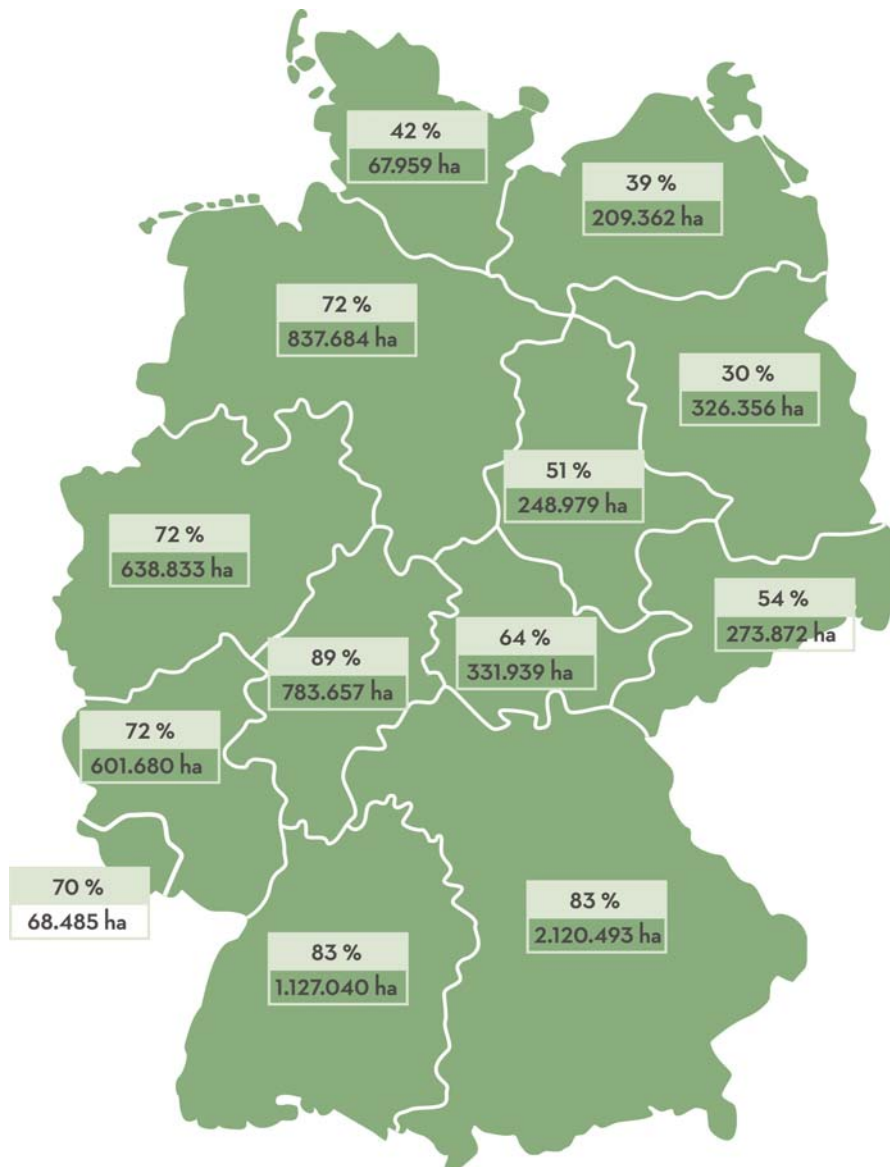 42 %
67.959 ha
39 %
209.362 ha
72 %
837.684 ha
30 %
326.356 ha
51 %
248.979 ha
72 %
638.833 ha
54 %
273.872 ha
64 %
331.939 ha
89 %
783.657 ha
72 %
601.680 ha
70 %
68.485 ha
83 %
2.120.493 ha
83 %
1.127.040 ha